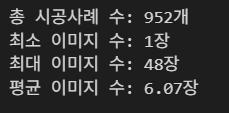 총 시공사례 수: 952개
최소 이미지 수: 1장
최대 이미지 수: 48장
평균 이미지 수: 6.07장